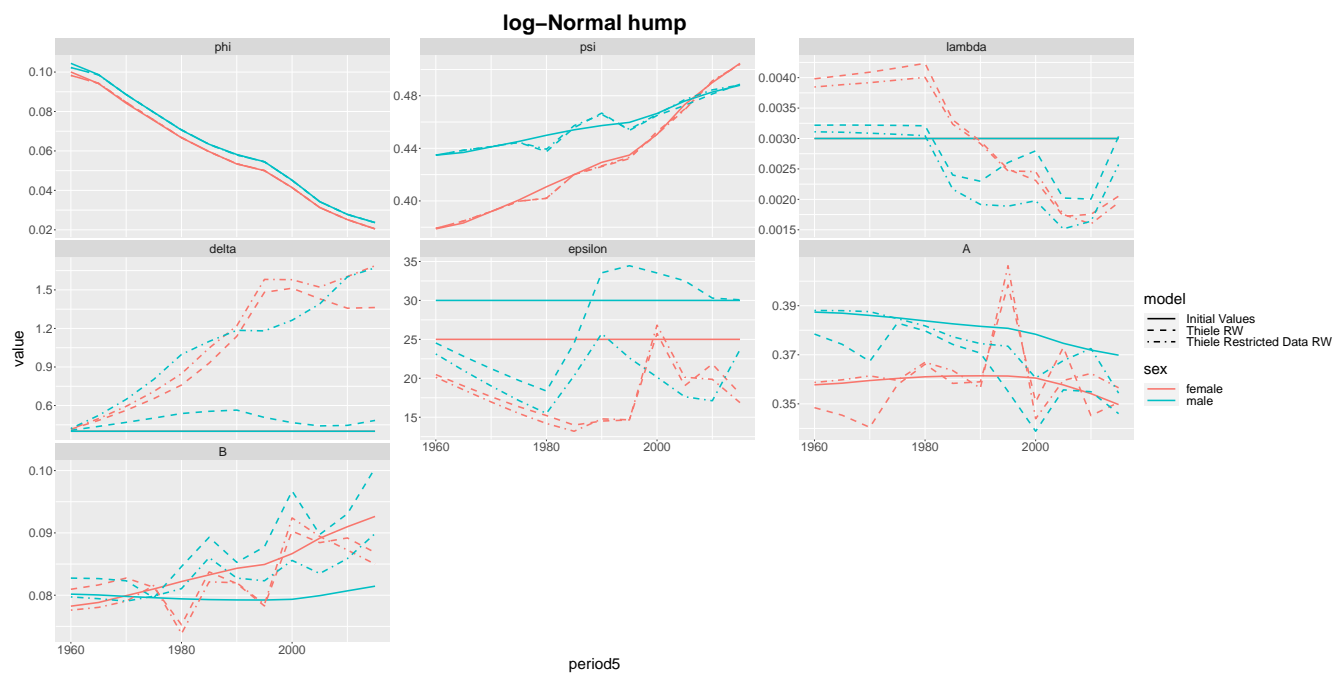 log−Normal hump
phi
psi
lambda
0.10
0.08
0.06
0.04
0.02
0.48
0.44
0.40
0.0040
0.0035
0.0030
0.0025
0.0020
0.0015
delta
epsilon
A
1.5
1.2
0.9
0.6
35
30
25
20
15
0.39
0.37
0.35
1960
1980
2000
1960
1980
2000
B
0.10
0.09
0.08
1960
1980
2000
value
period5
model
Initial Values
Thiele RW
Thiele Restricted Data RW
sex
female
male